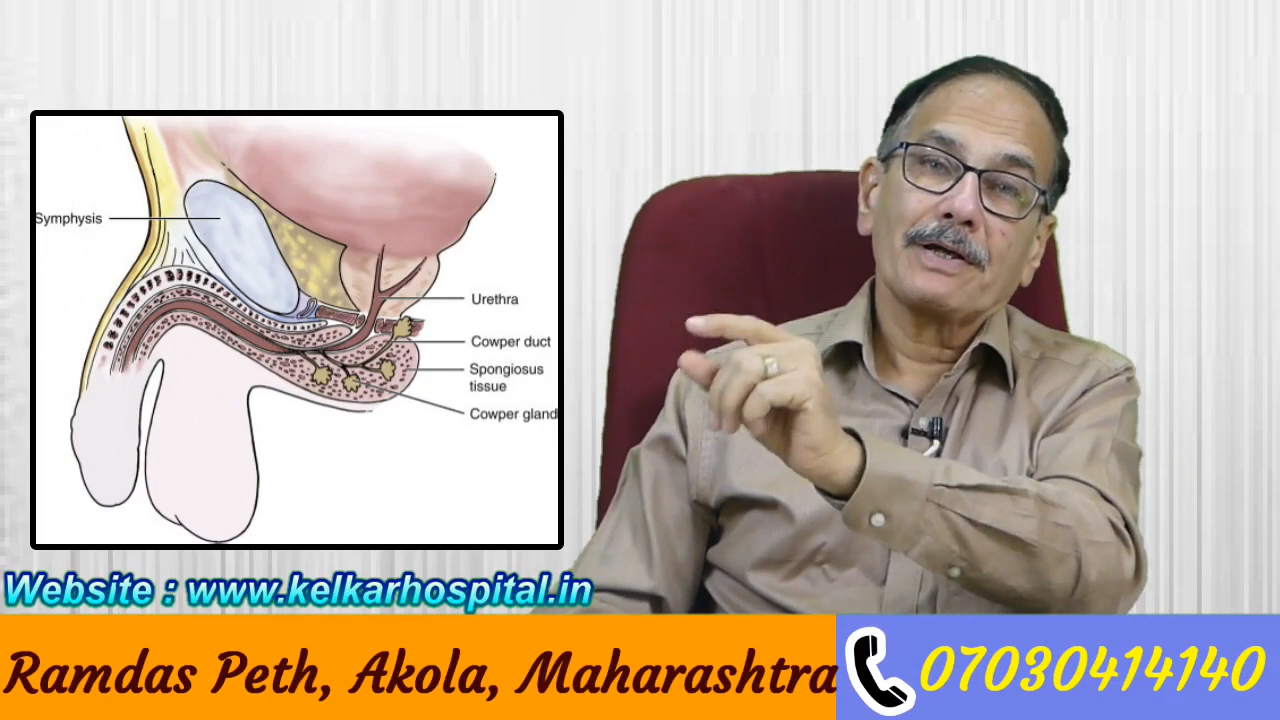 Symphysis
Urethra
Cowper duct
Spongiosus
tissue
Cowper gland
Website : www.kelkarhospital.in
Ramdas Peth, Akola, Maharashtra
07030414140